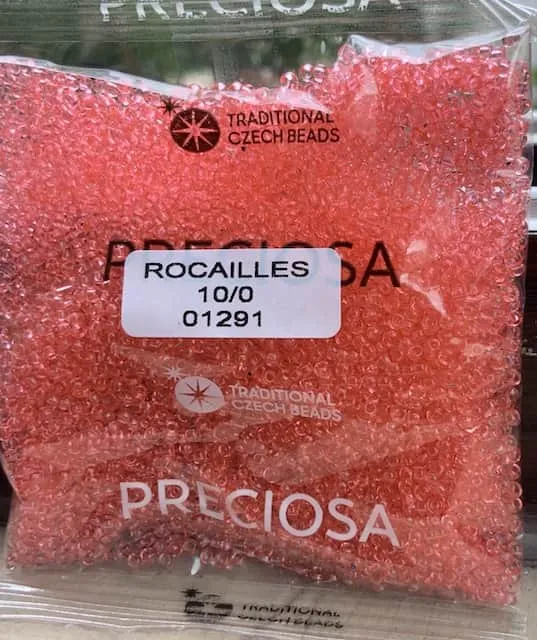 PRECIOSA
TRADITIONAL
CZECH BEADS
PRECIOSA
ROCAILLES
10/0
01291
TRADITIONAL
CZECH BEADS
PRECIOSA
TRADITIONAL
CZECH BEADS